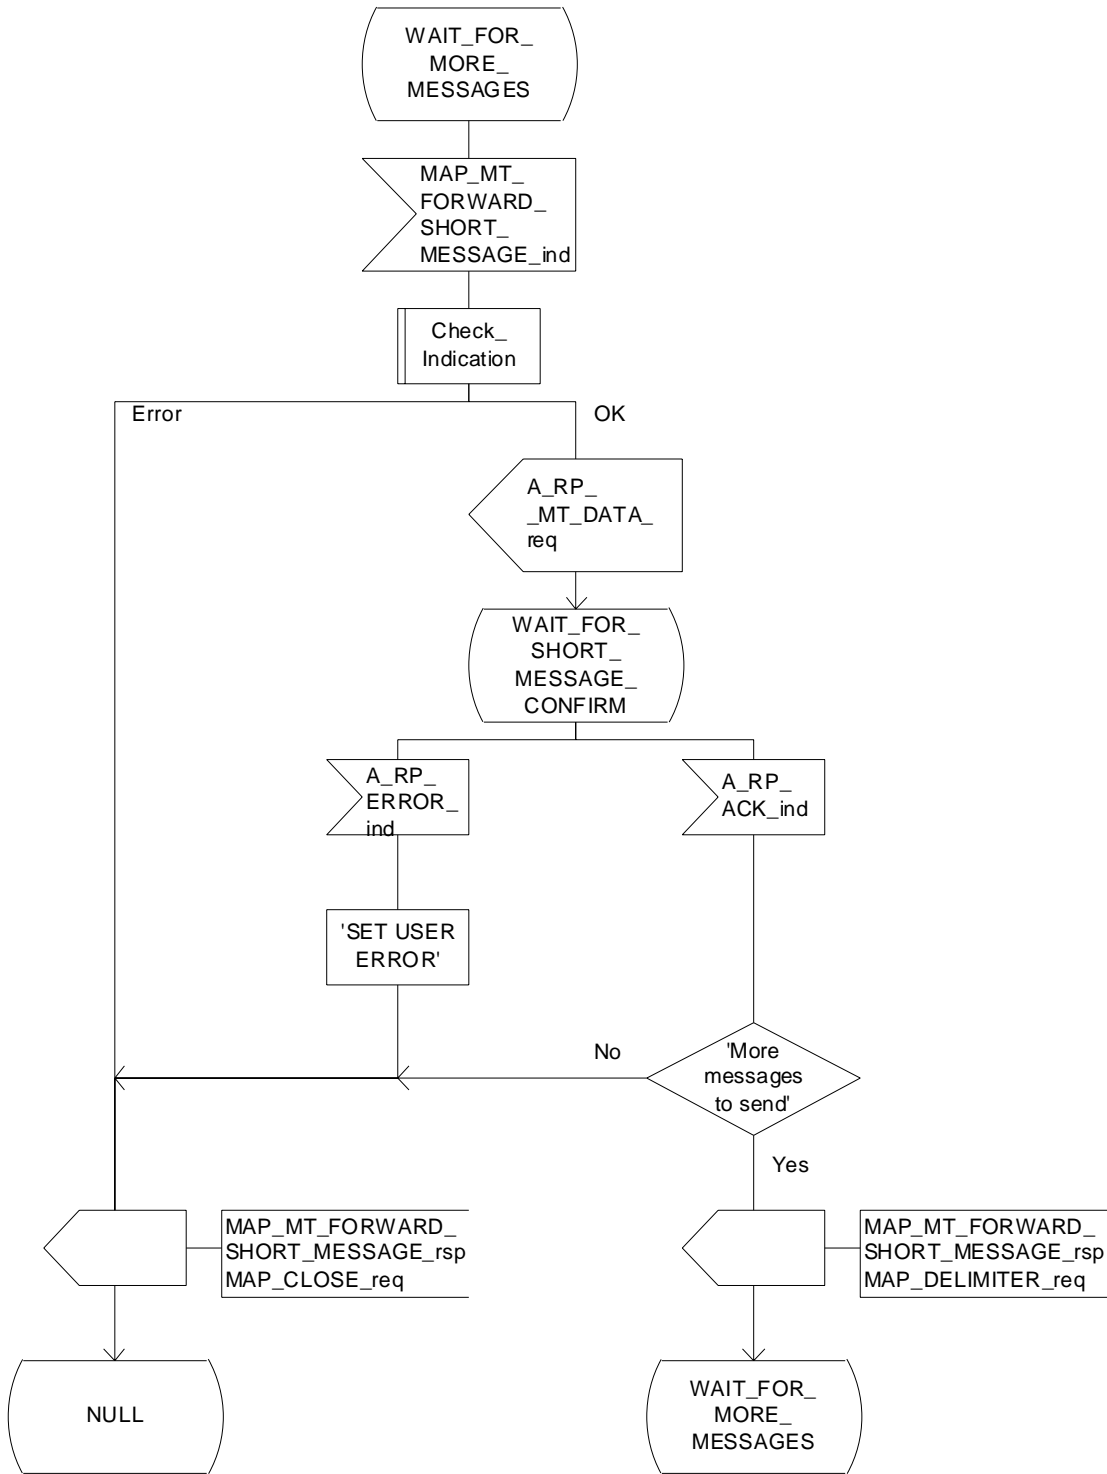 WAIT_FOR_
MORE_
MESSAGES
MAP_MT_
FORWARD_
SHORT_
MESSAGE_ind
Check_
Indication
Error
OK
A_RP_
_MT_DATA_
req
WAIT_FOR_
SHORT_
MESSAGE_
CONFIRM
A_RP_
ERROR_
ind
A_RP_
ACK_ind
'SET USER
ERROR'
No
'More
messages
to send'
Yes
MAP_MT_FORWARD_
SHORT_MESSAGE_rsp
MAP_CLOSE_req
MAP_MT_FORWARD_
SHORT_MESSAGE_rsp
MAP_DELIMITER_req
NULL
WAIT_FOR_
MORE_
MESSAGES